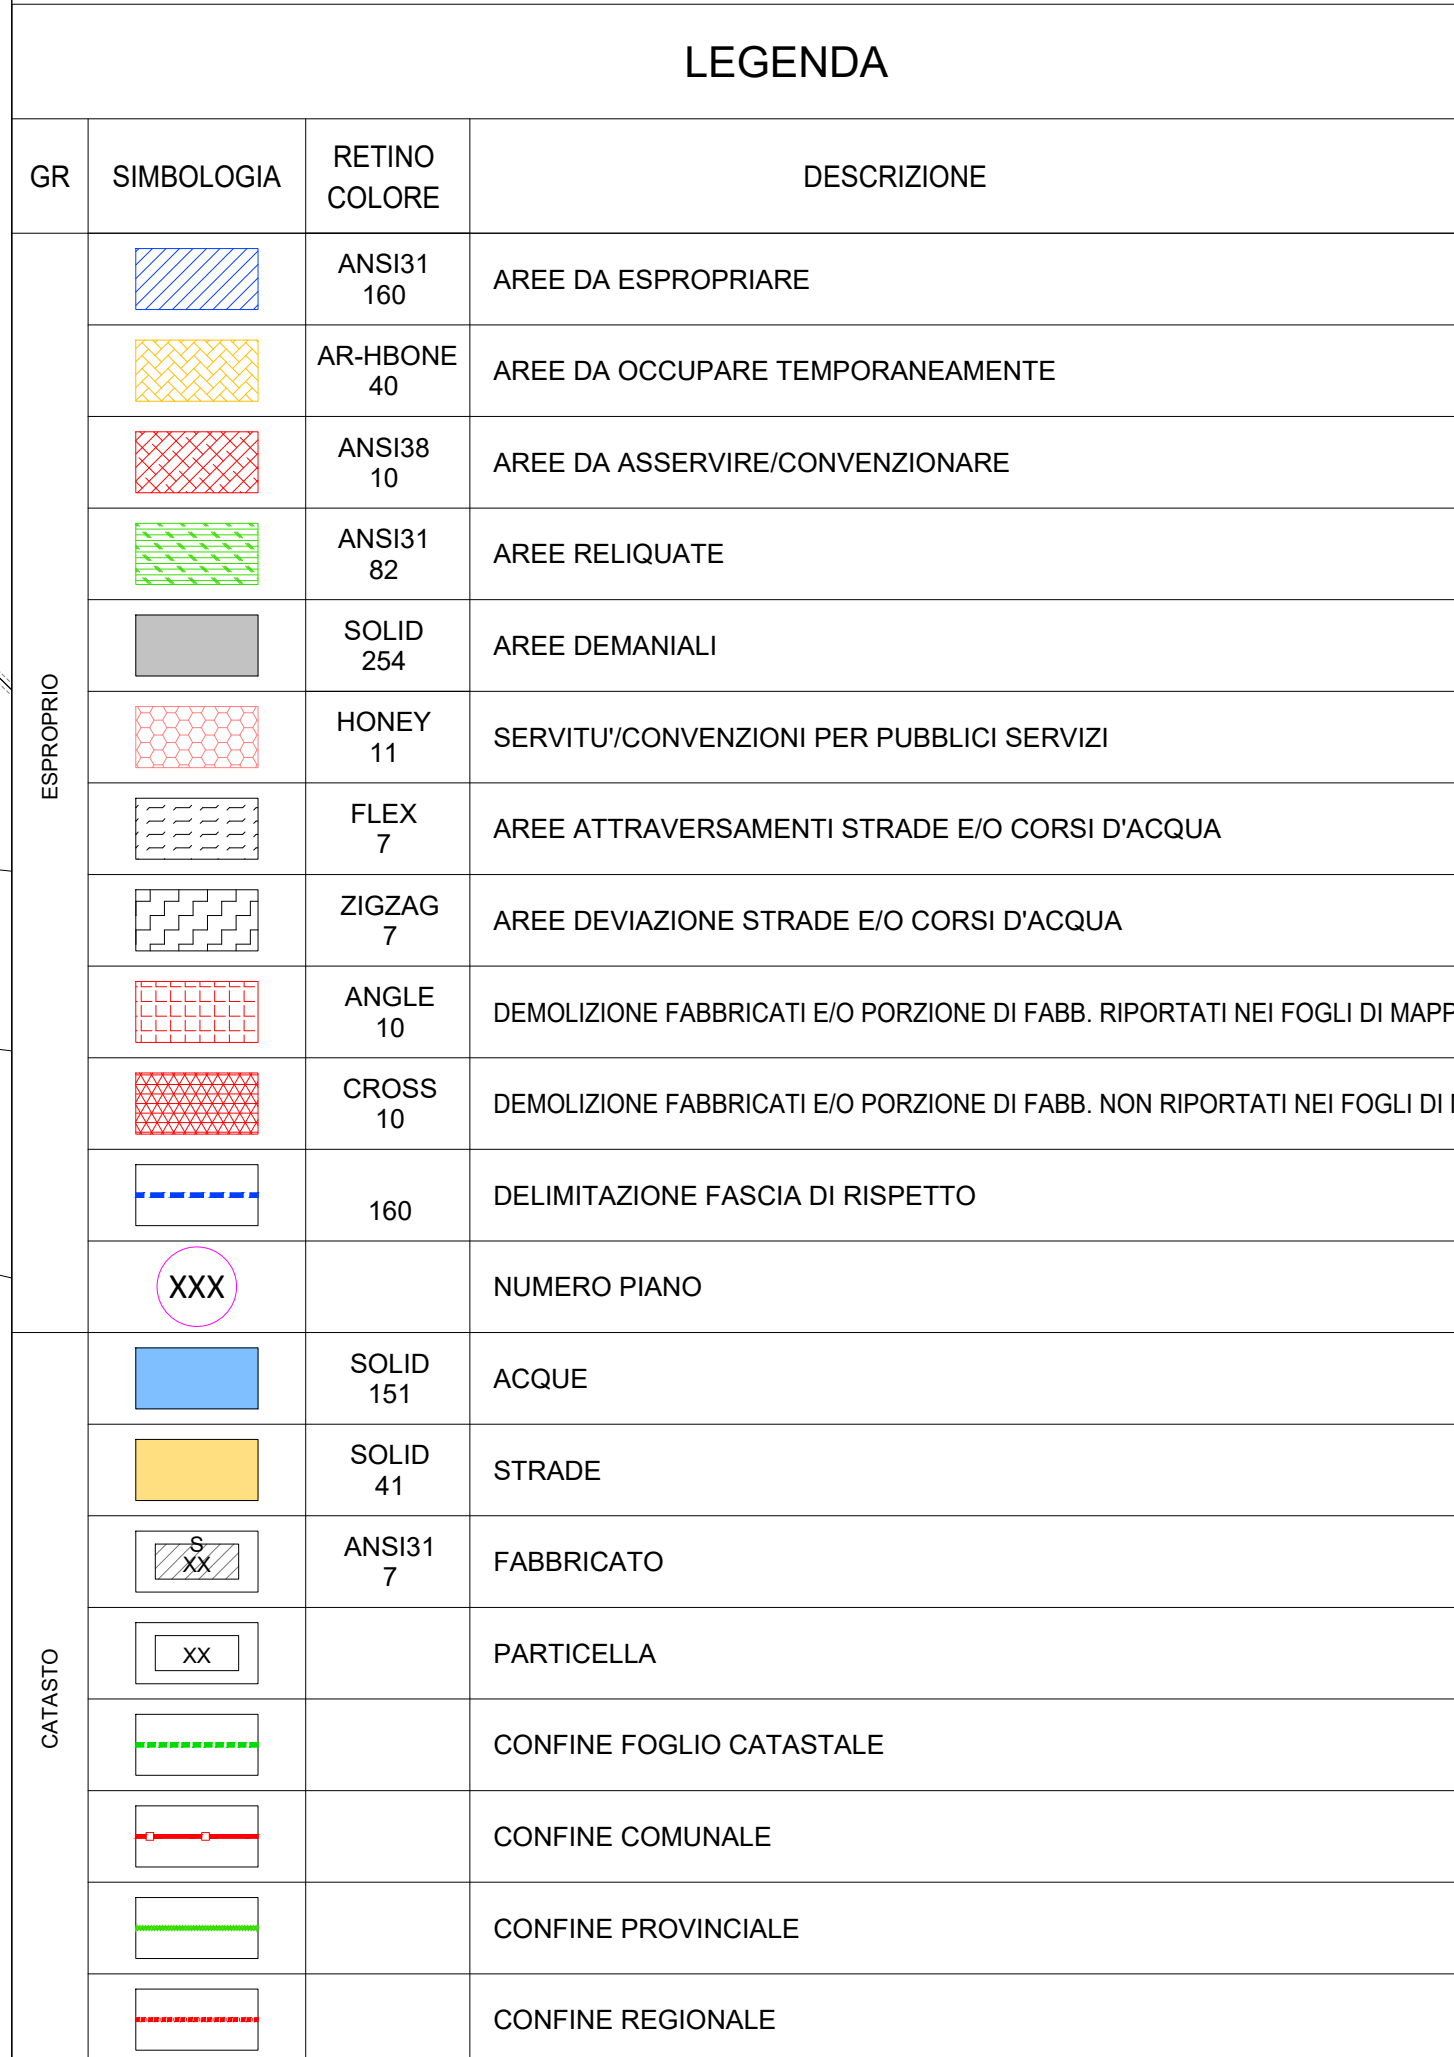 LEGENDA
GR
SIMBOLOGIA
RETINO
COLORE
DESCRIZIONE
ESPROPRIO
ANSI31
160
AREE DA ESPROPRIARE
AR-HBONE
40
AREE DA OCCUPARE TEMPORANEAMENTE
ANSI38
10
AREE DA ASSERVIRE/CONVENZIONARE
ANSI31
82
AREE RELIQUATE
SOLID
254
AREE DEMANIALI
HONEY
11
SERVITU'/CONVENZIONI PER PUBBLICI SERVIZI
FLEX
7
AREE ATTRAVERSAMENTI STRADE E/O CORSI D'ACQUA
ZIGZAG
7
AREE DEVIAZIONE STRADE E/O CORSI D'ACQUA
ANGLE
10
DEMOLIZIONE FABBRICATI E/O PORZIONE DI FABB. RIPORTATI NEI FOGLI DI MAPP
CROSS
10
DEMOLIZIONE FABBRICATI E/O PORZIONE DI FABB. NON RIPORTATI NEI FOGLI DI
160
DELIMITAZIONE FASCIA DI RISPETTO
XXX
NUMERO PIANO
CATASTO
SOLID
151
ACQUE
SOLID
41
STRADE
S
XX
ANSI31
7
FABBRICATO
XX
PARTICELLA
CONFINE FOGLIO CATASTALE
CONFINE COMUNALE
CONFINE PROVINCIALE
CONFINE REGIONALE